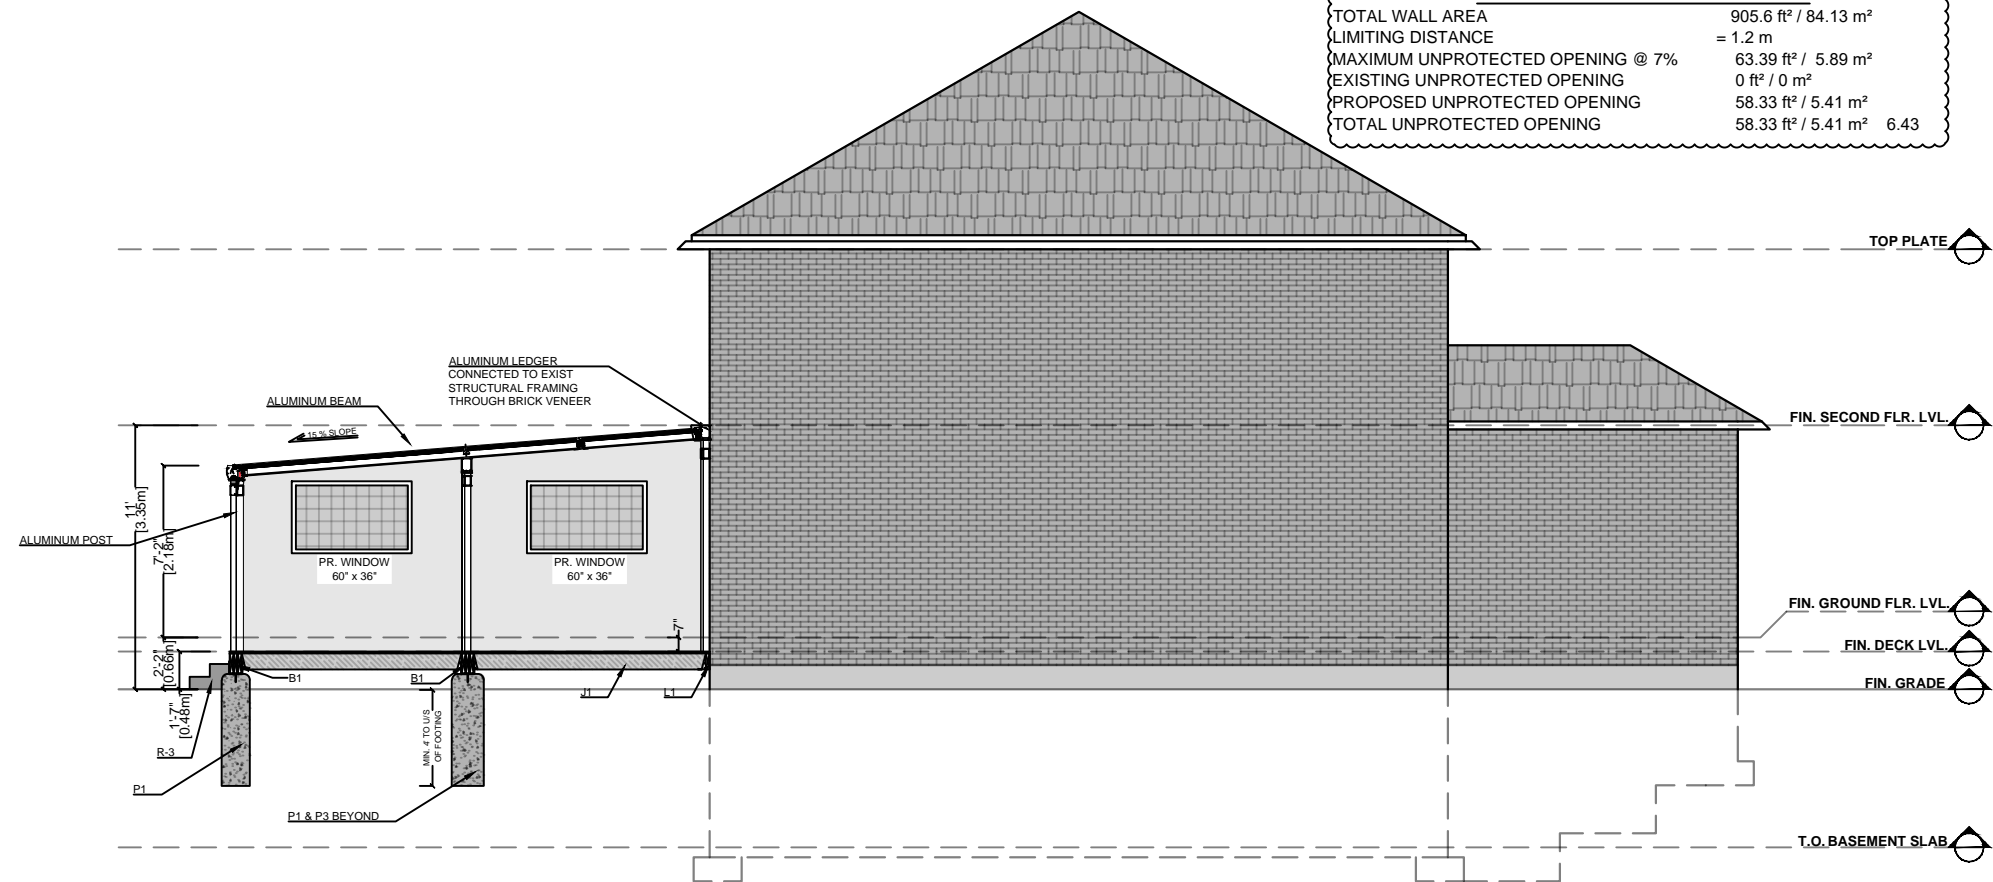 TOTAL WALL AREA 905.6 ft² / 84.13 m²
LIMITING DISTANCE = 1.2 m
MAXIMUM UNPROTECTED OPENING @ 7% 63.39 ft² / 5.89 m²
EXISTING UNPROTECTED OPENING 0 ft² / 0 m²
PROPOSED UNPROTECTED OPENING 58.33 ft² / 5.41 m²
TOTAL UNPROTECTED OPENING 58.33 ft² / 5.41 m² 6.43
TOP PLATE
ALUMINUM LEDGER
CONNECTED TO EXIST
STRUCTURAL FRAMING
THROUGH BRICK VENEER
ALUMINUM BEAM
15 % SLOPE
FIN. SECOND FLR. LVL.
11'
[3.35m]
7'-2"
[2.18m]
ALUMINUM POST
PR. WINDOW
60" x 36"
PR. WINDOW
60" x 36"
FIN. GROUND FLR. LVL.
7"
FIN. DECK LVL.
2'-2"
[0.66m]
B1
B1
J1
L1
FIN. GRADE
1'-7"
[0.48m]
MIN. 4' TO U/S
OF FOOTING
R-3
P1
P1 & P3 BEYOND
T.O. BASEMENT SLAB